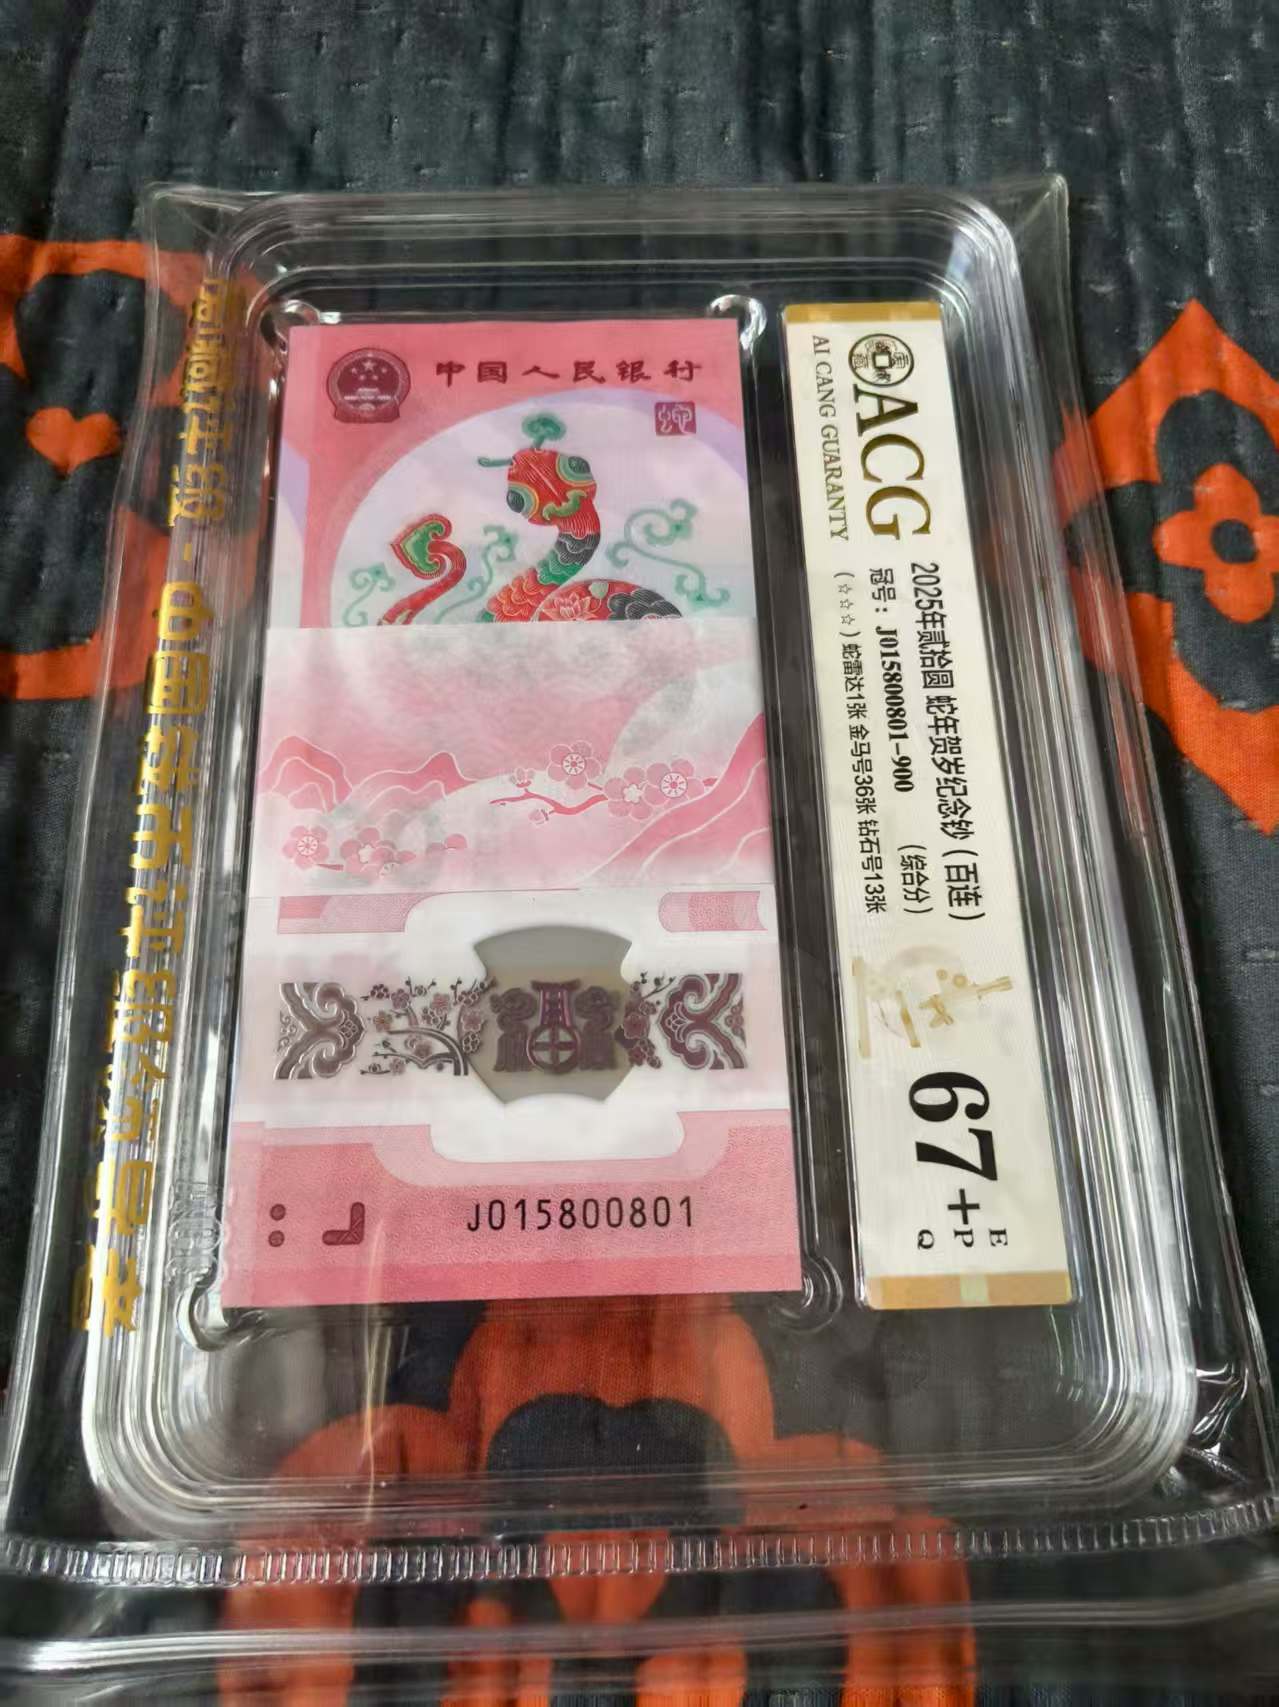 中国人民银行
J015800801
ACG
AI CANG GUARANTY
2025年贰拾圆 蛇年贺岁纪念钞（百连）
冠号：J015800801-900 （综合分）
（☆☆☆）蛇雷达1张 金马号36张 钻石号13张
67+
E
P
Q